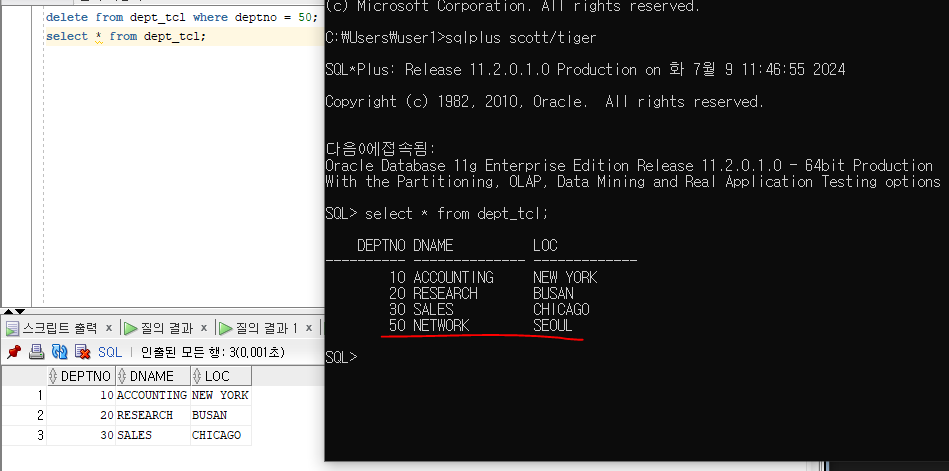 delete from dept_tcl where deptno = 50;
select * from dept_tcl;
스크립트 출력 x 질의 결과 x 질의 결과 1 x
SQL | 인출된 모든 행: 3(0,001초)
DEPTNO DNAME LOC
1 10 ACCOUNTING NEW YORK
2 20 RESEARCH BUSAN
3 30 SALES CHICAGO
(c) Microsoft Corporation. All rights reserved.
C:₩Users₩user1>sqlplus scott/tiger
SQL*Plus: Release 11.2.0.1.0 Production on 화 7월 9 11:46:55 2024
Copyright (c) 1982, 2010, Oracle.  All rights reserved.
다음에 접속됨:
Oracle Database 11g Enterprise Edition Release 11.2.0.1.0 - 64bit Production
With the Partitioning, OLAP, Data Mining and Real Application Testing options
SQL> select * from dept_tcl;
DEPTNO DNAME          LOC
---------- -------------- -------------
10 ACCOUNTING     NEW YORK
20 RESEARCH       BUSAN
30 SALES          CHICAGO
50 NETWORK        SEOUL
SQL>